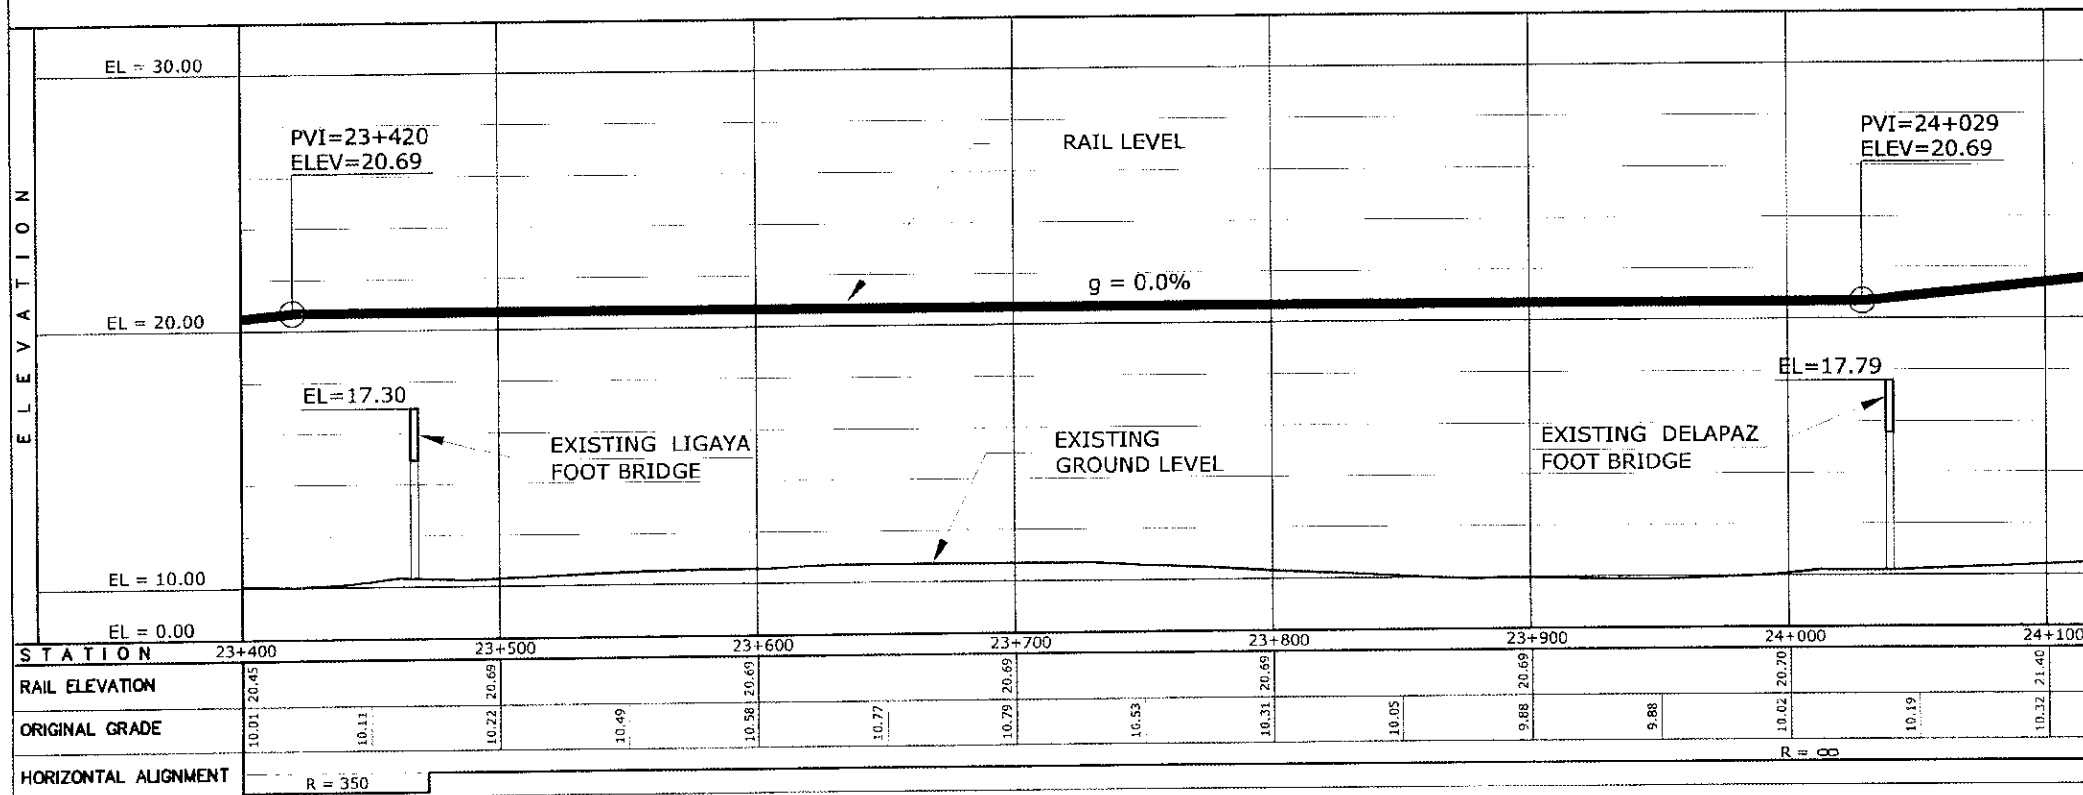 ELEVATION
EL = 30.00
PVI=23+420
ELEV=20.69
RAIL LEVEL
PVI=24+029
ELEV=20.69
g = 0.0%
EL = 20.00
EL=17.30
EXISTING LIGAYA
FOOT BRIDGE
EXISTING
GROUND LEVEL
EL=17.79
EXISTING DELAPAZ
FOOT BRIDGE
EL = 10.00
EL = 0.00
STATION 23+400 23+500 23+600 23+700 23+800 23+900 24+000 24+100
RAIL ELEVATION 20.45 20.69 20.69 20.69 20.69 20.69 20.70 21.40
ORIGINAL GRADE 10.01 10.11 10.22 10.49 10.58 10.77 10.79 10.53 10.31 10.05 9.88 9.88 10.02 10.19 10.32
HORIZONTAL ALIGNMENT R = 350 R = ∞